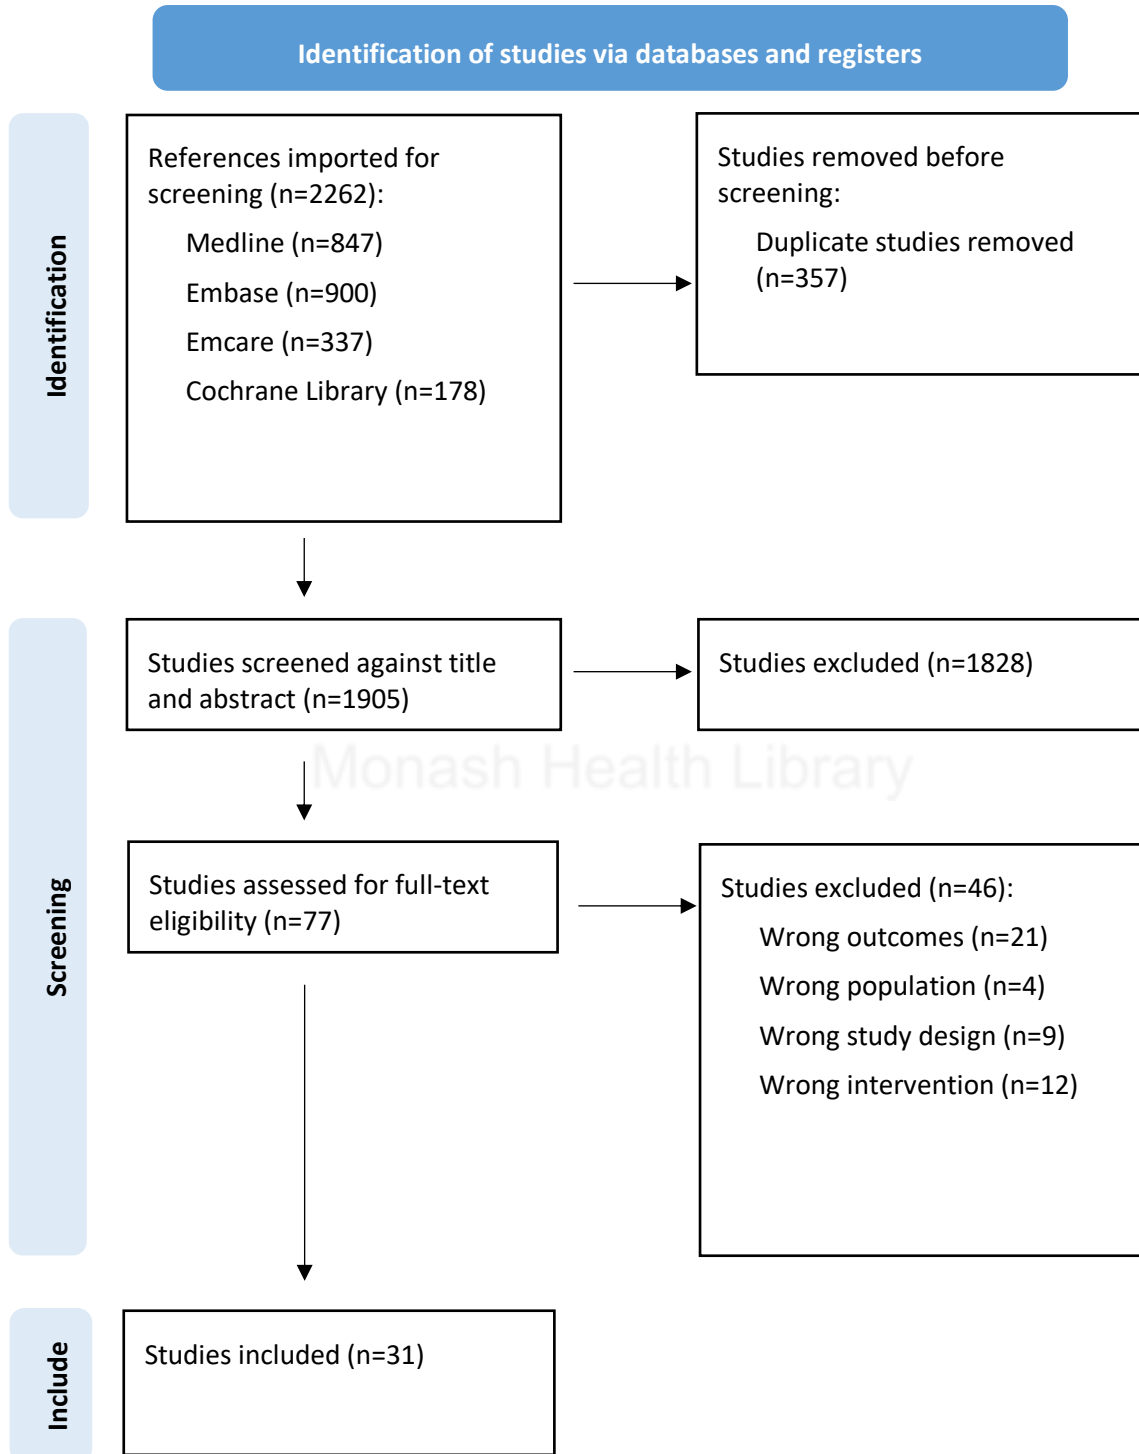 Identification of studies via databases and registers
Identification
References imported for
screening (n=2262):
Medline (n=847)
Embase (n=900)
Emcare (n=337)
Cochrane Library (n=178)
Studies removed before
screening:
Duplicate studies removed
(n=357)
Screening
Studies screened against title
and abstract (n=1905)
Studies excluded (n=1828)
Monash Health Library
Studies assessed for full-text
eligibility (n=77)
Studies excluded (n=46):
Wrong outcomes (n=21)
Wrong population (n=4)
Wrong study design (n=9)
Wrong intervention (n=12)
Include
Studies included (n=31)